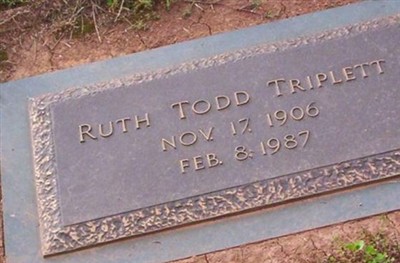 RUTH TODD TRIPLETT
NOV. 17, 1906
FEB. 8, 1987